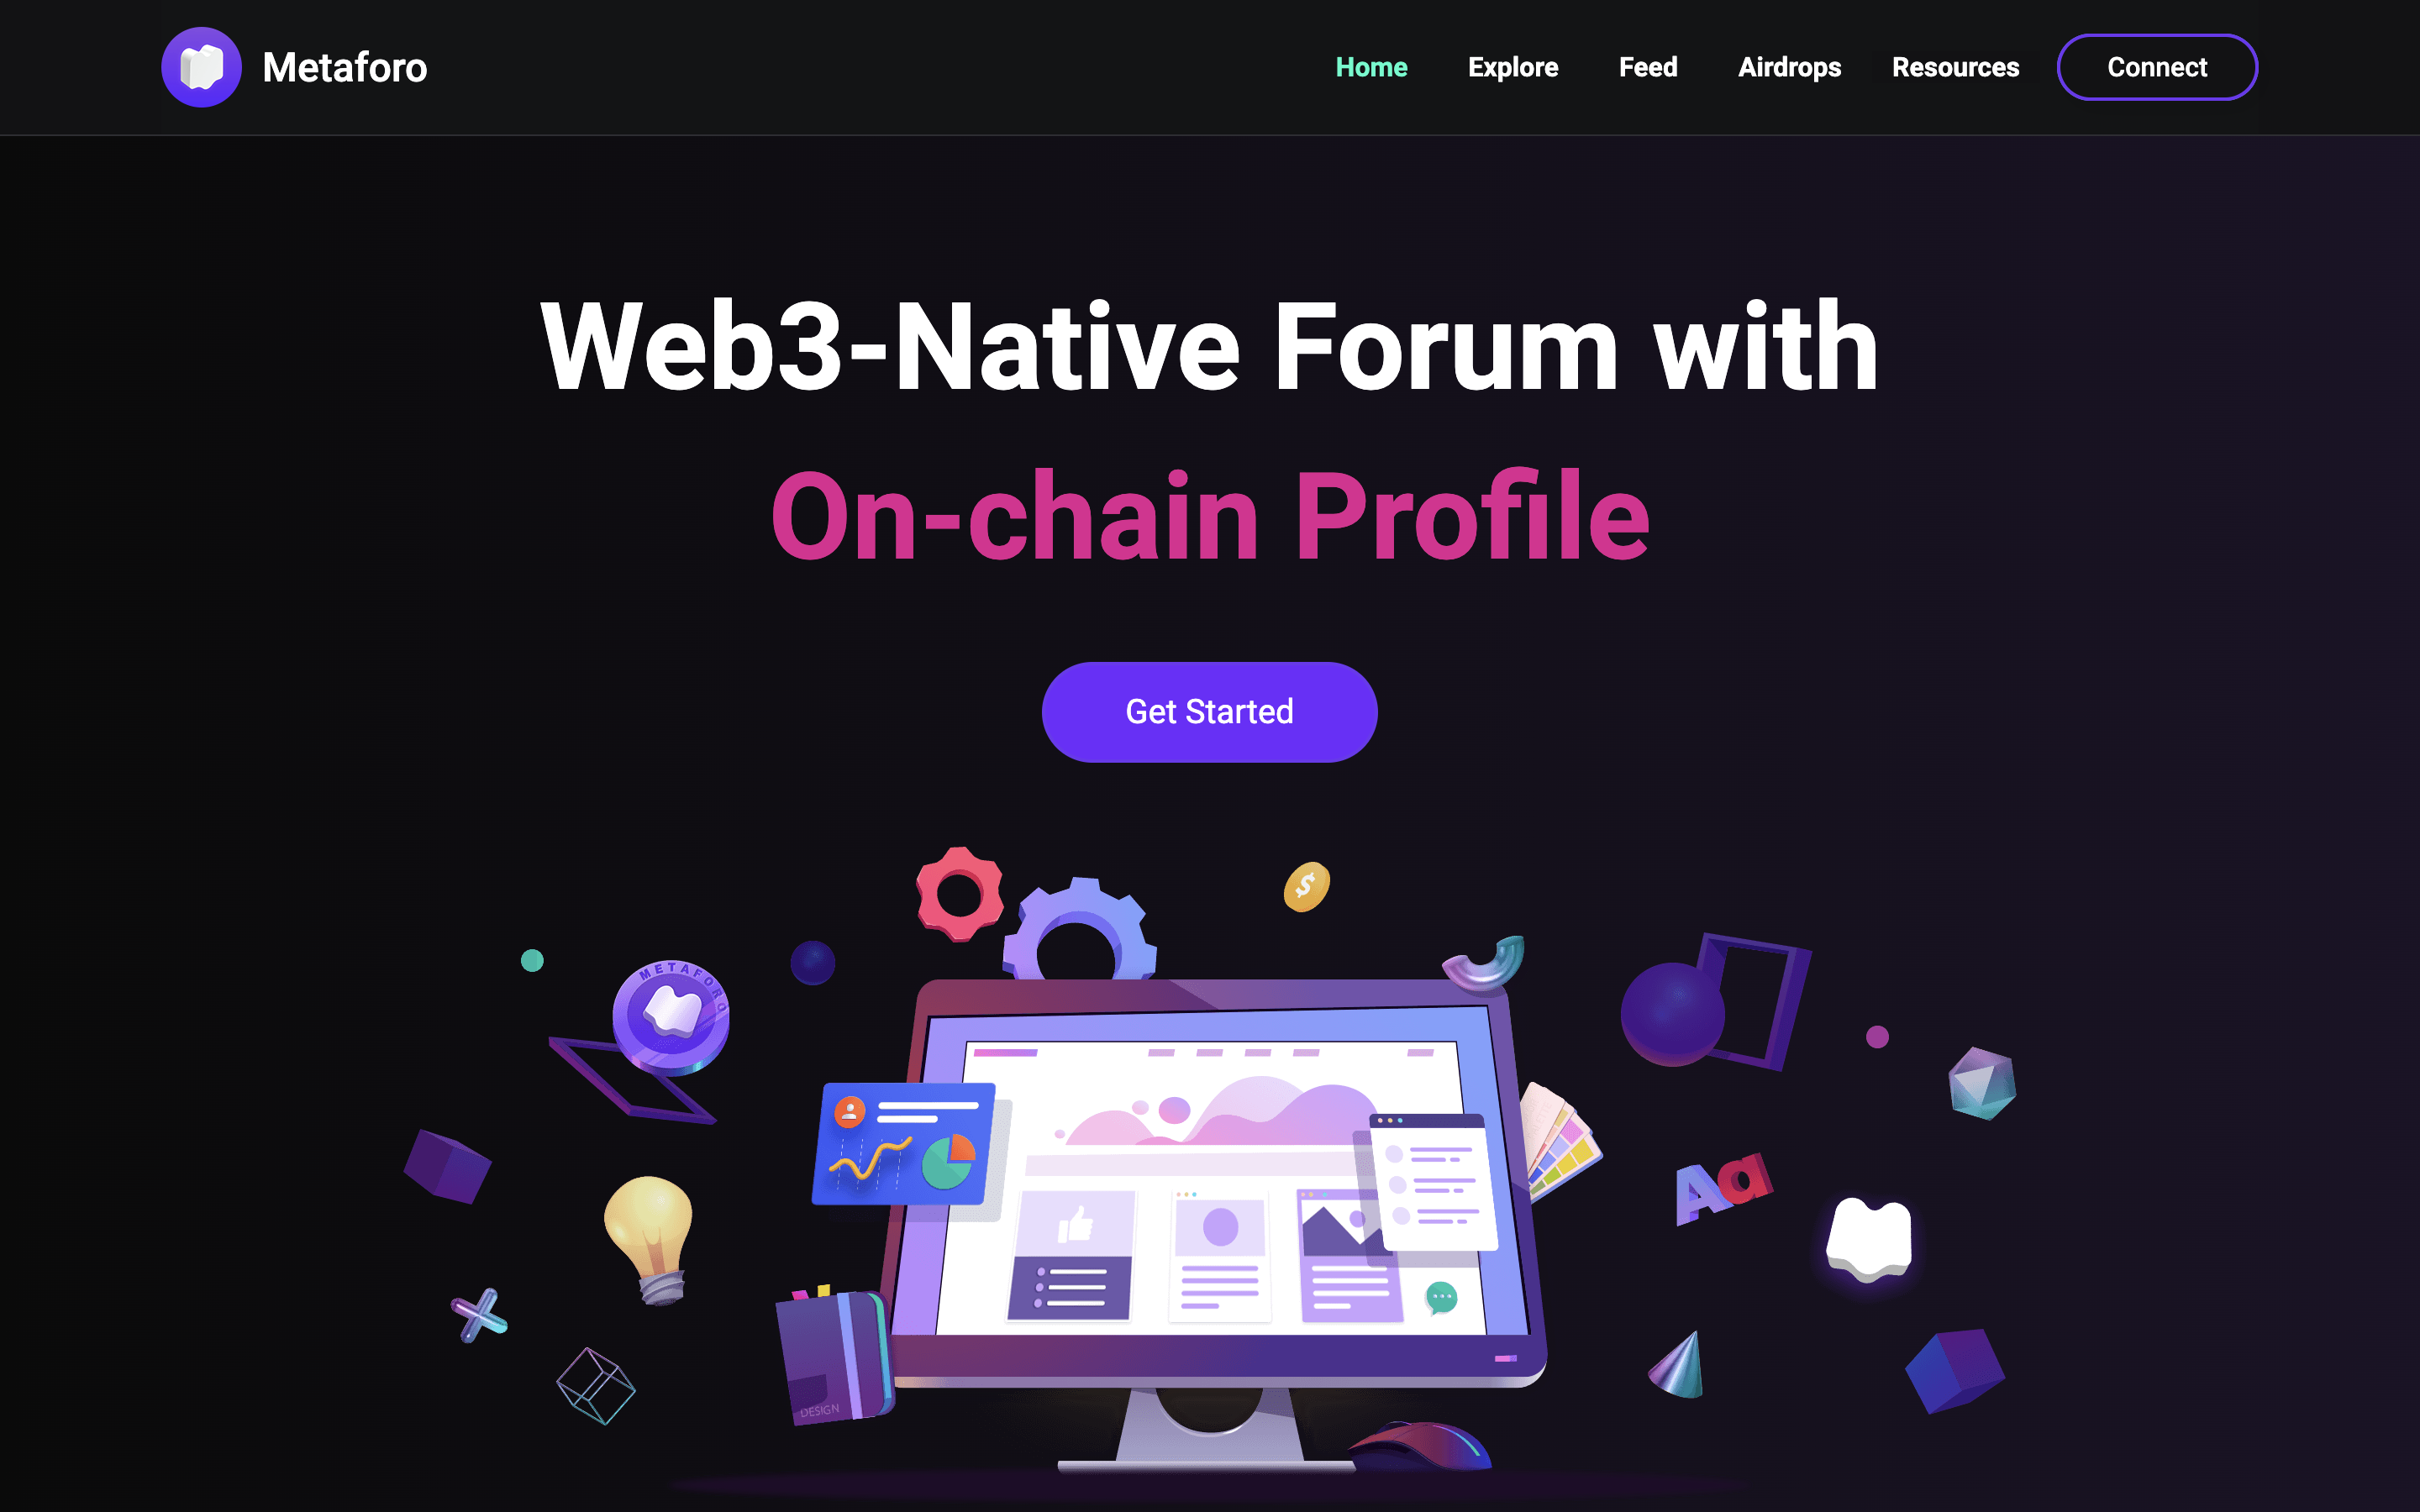 Metaforo
Home
Explore
Feed
Airdrops
Resources
Connect
Web3-Native Forum with
On-chain Profile
Get Started
$
METAFORO
Aa
DESIGN